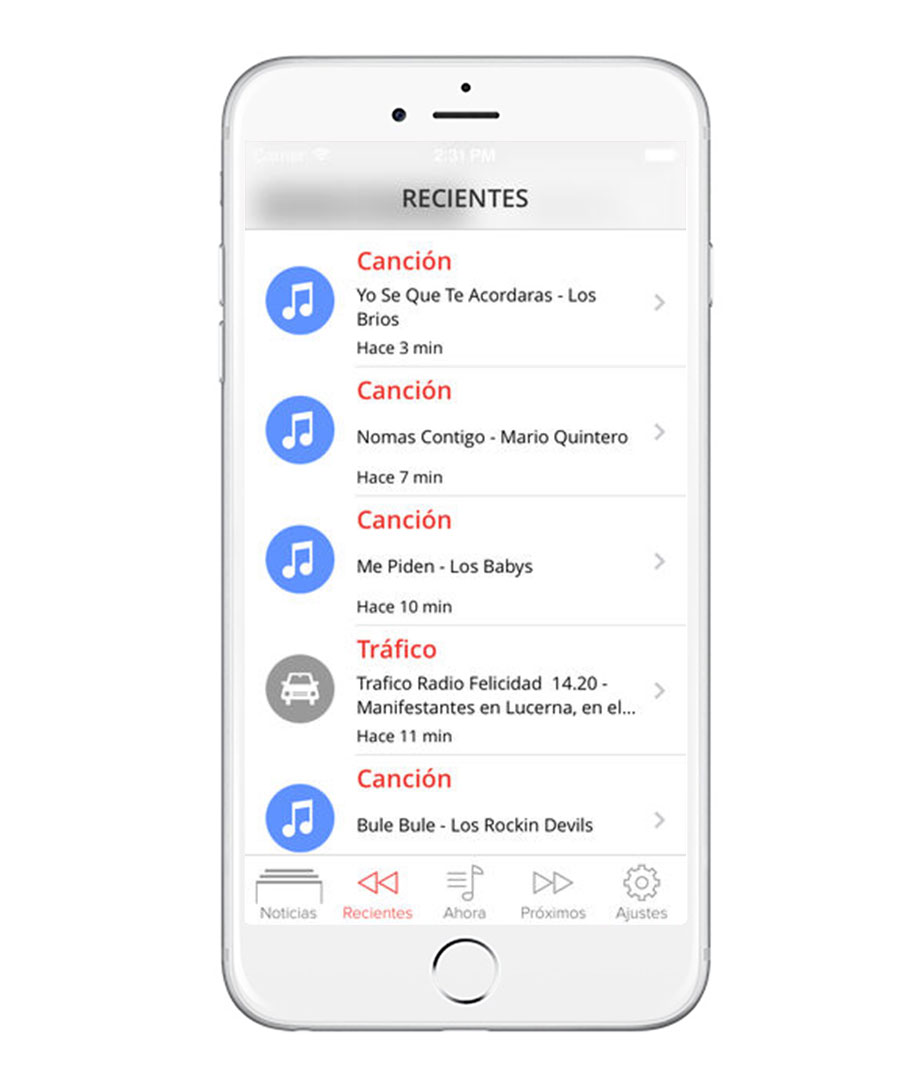 Carrier 2:31 PM
RECIENTES
Canción
Yo Se Que Te Acordaras - Los
Brios
Hace 3 min
Canción
Nomas Contigo - Mario Quintero
Hace 7 min
Canción
Me Piden - Los Babys
Hace 10 min
Tráfico
Trafico Radio Felicidad  14.20 -
Manifestantes en Lucerna, en el...
Hace 11 min
Canción
Bule Bule - Los Rockin Devils
Noticias Recientes Ahora Próximos Ajustes